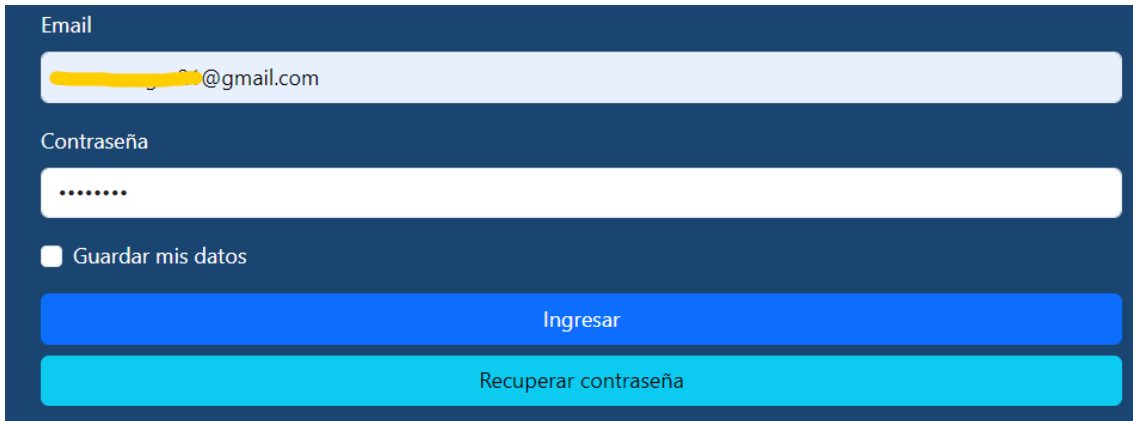 Email
@gmail.com
Contraseña
••••••••
Guardar mis datos
Ingresar
Recuperar contraseña